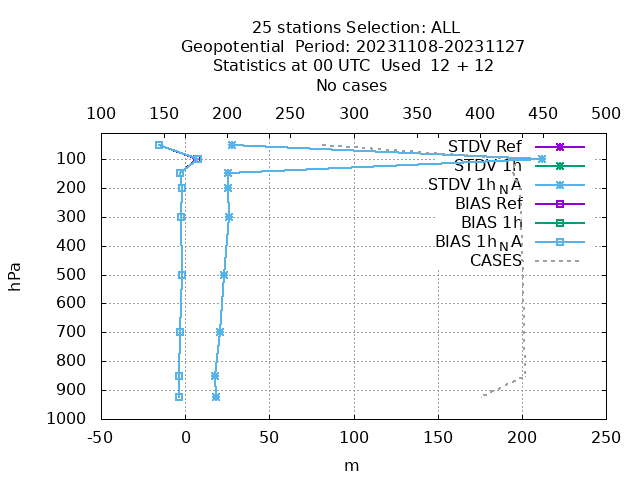 25 stations Selection: ALL
Geopotential  Period: 20231108-20231127
Statistics at 00 UTC  Used  12 + 12
No cases
100 150 200 250 300 350 400 450 500
STDV Ref
STDV 1h
STDV 1h_N A
BIAS Ref
BIAS 1h
BIAS 1h_N A
CASES
hPa
100
200
300
400
500
600
700
800
900
1000
-50 0 50 100 150 200 250
m